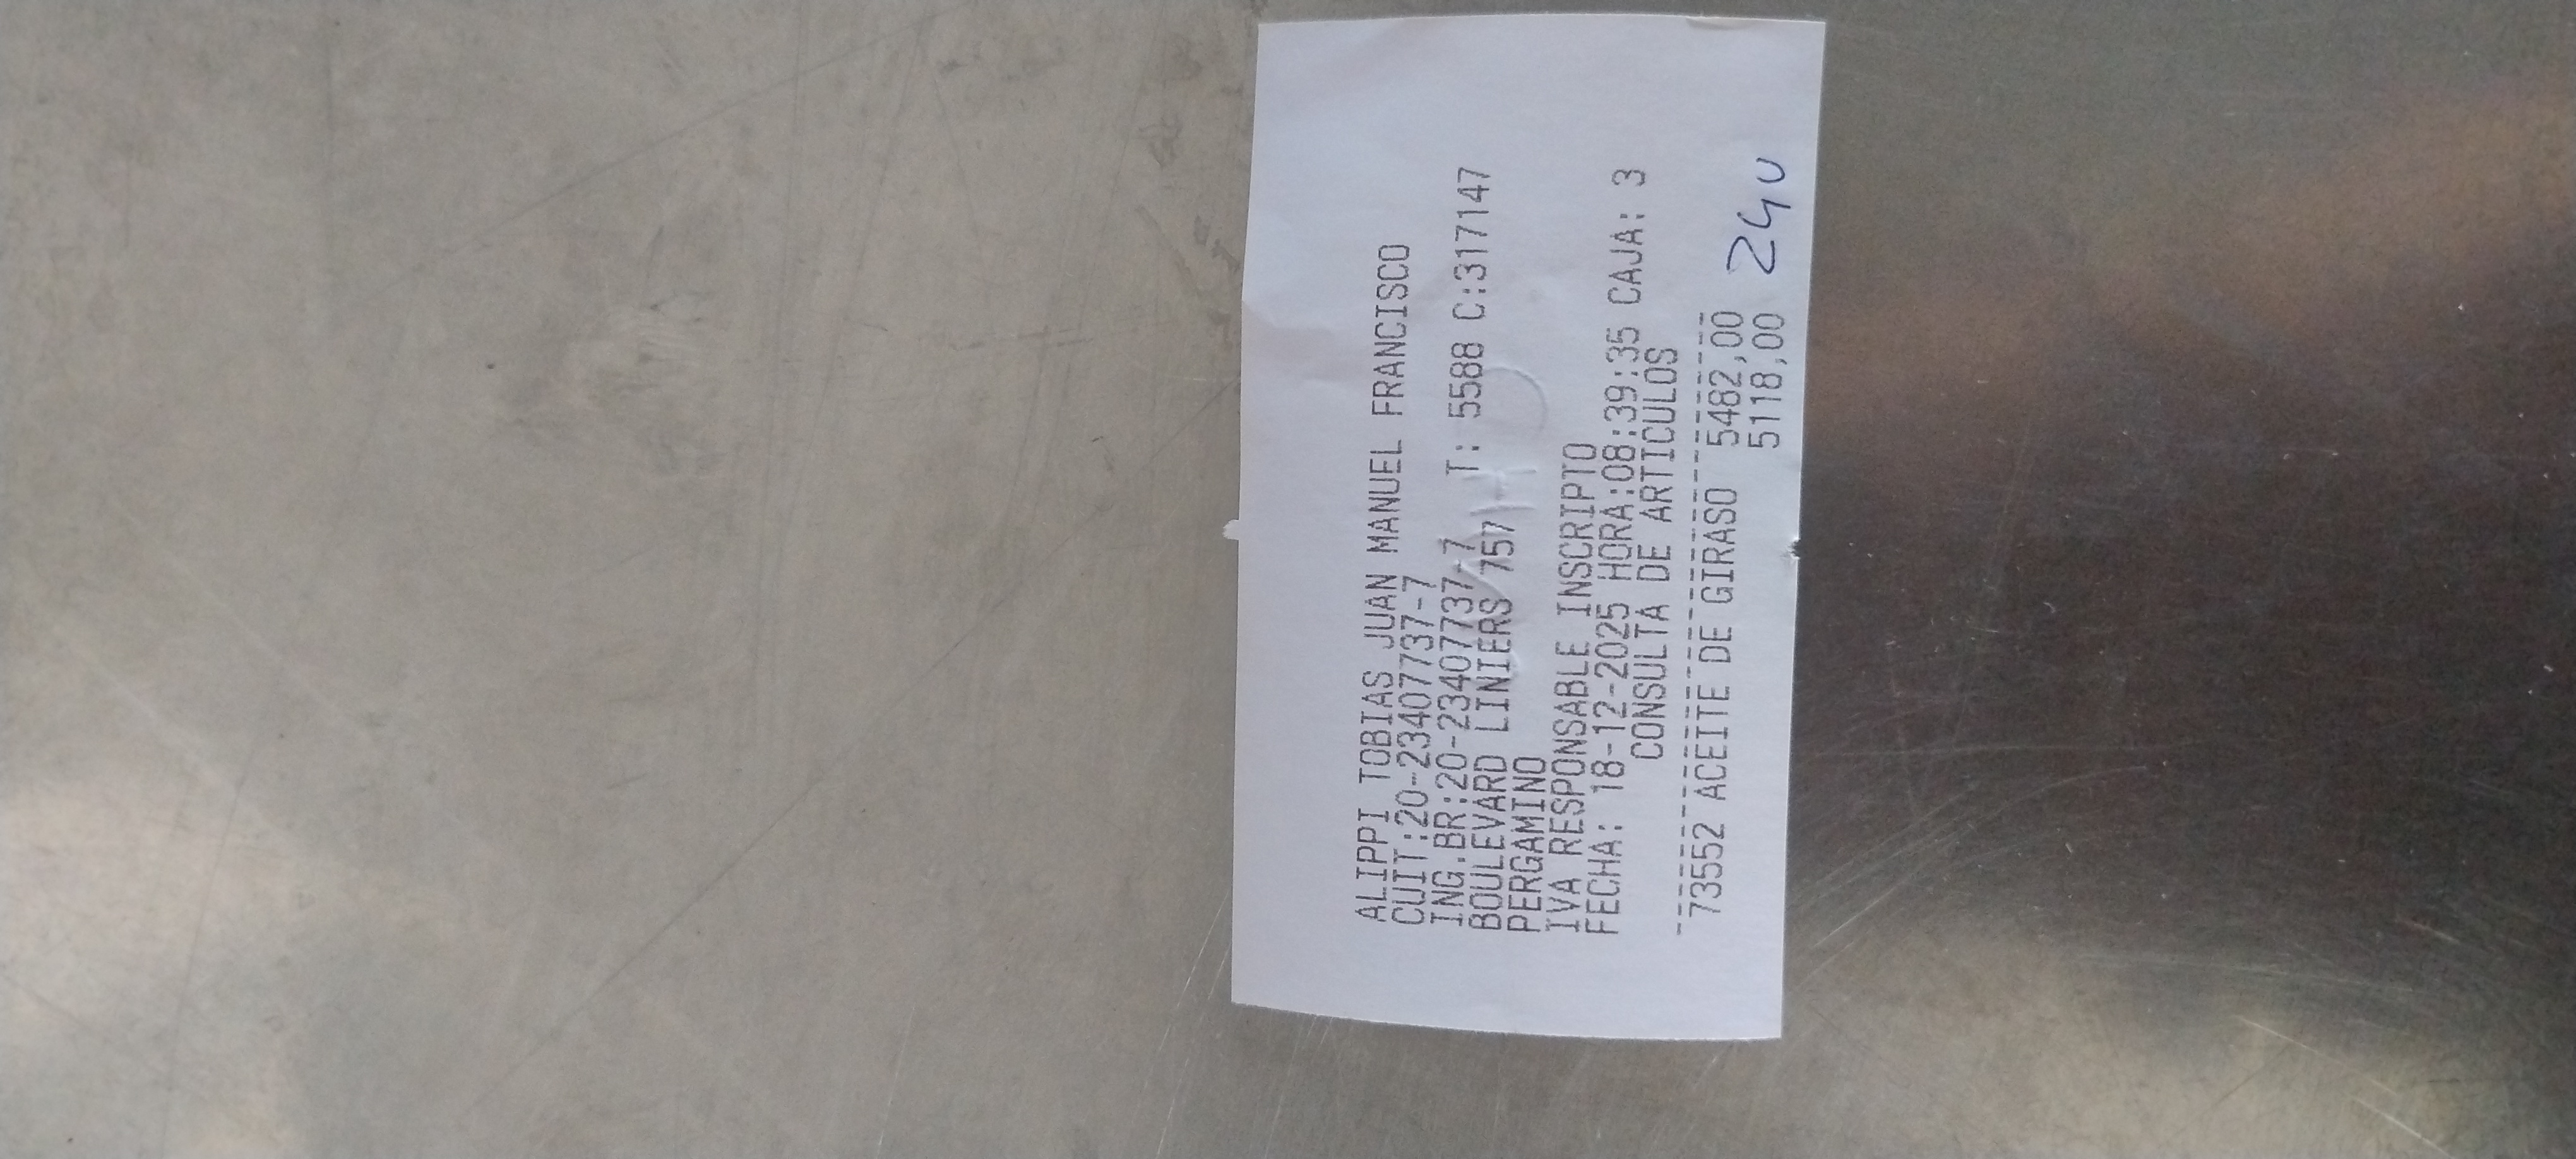 ALIPPI TOBIAS JUAN MANUEL FRANCISCO
CUIT:20-23407737-7
ING.BR:20-23407737-7 T: 5588 C:317147
BOULEVARD LINIERS 757
PERGAMINO
IVA RESPONSABLE INSCRIPTO
FECHA: 18-12-2025 HORA:08:39:35 CAJA: 3
CONSULTA DE ARTICULOS
73552 ACEITE DE GIRASO 5482,00
5118,00 24U